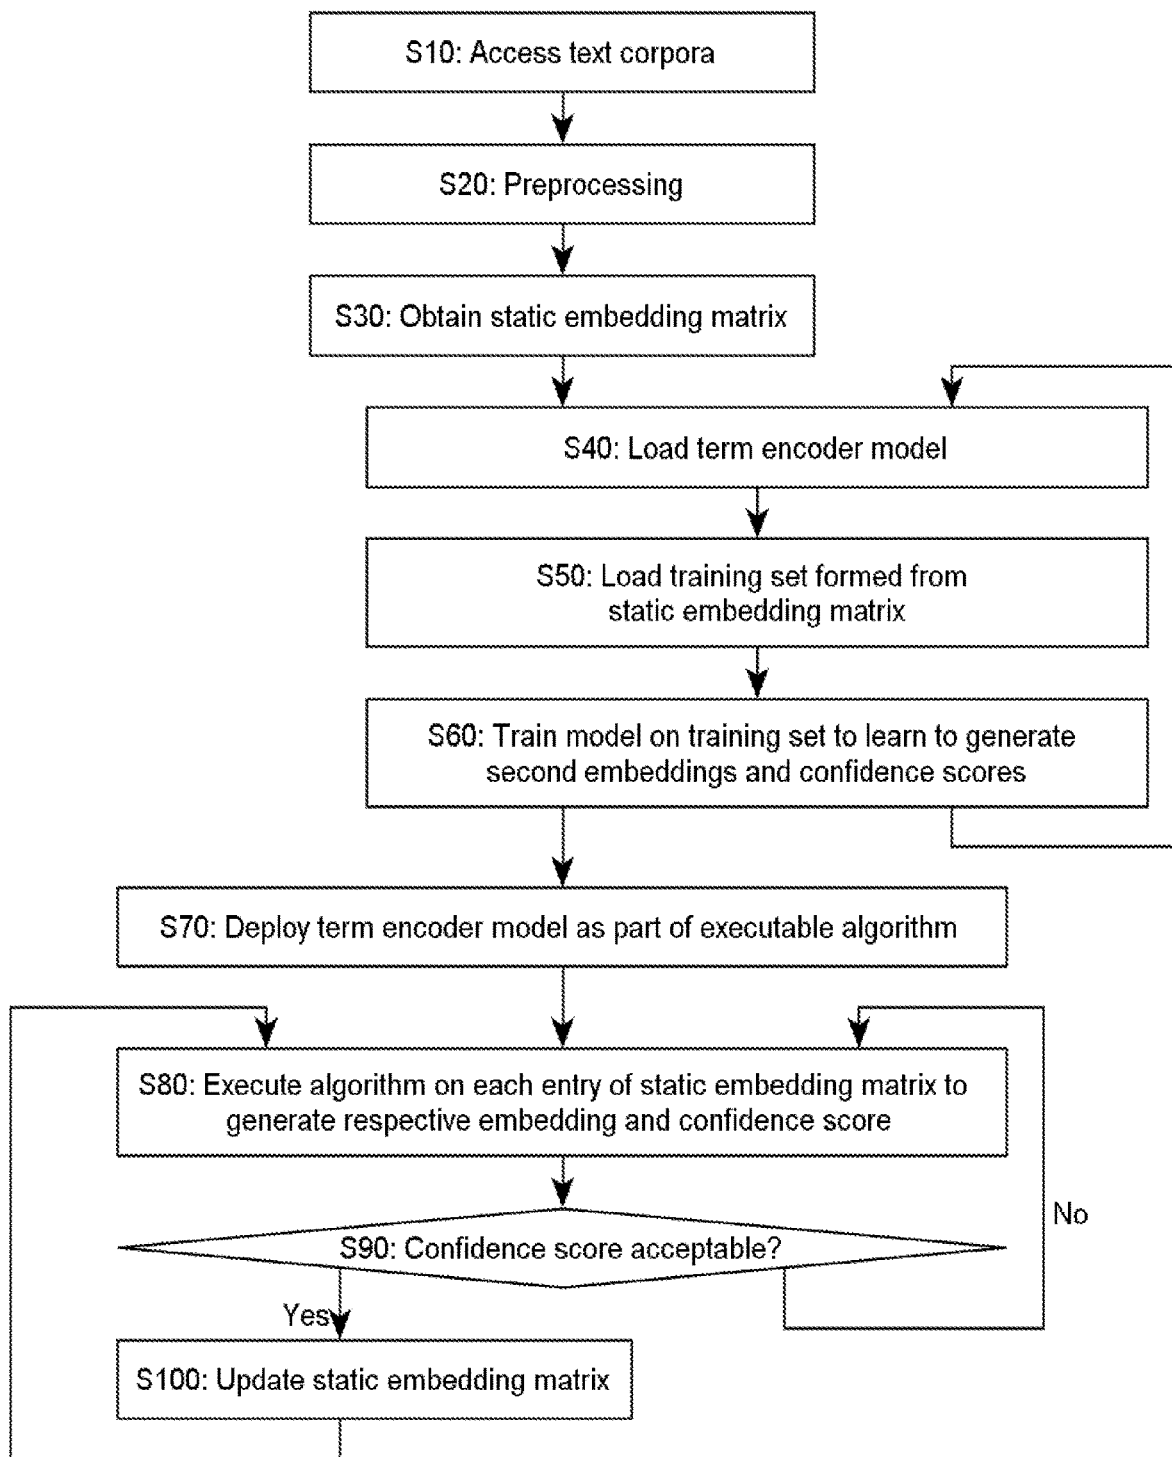 S10: Access text corpora
S20: Preprocessing
S30: Obtain static embedding matrix
S40: Load term encoder model
S50: Load training set formed from
static embedding matrix
S60: Train model on training set to learn to generate
second embeddings and confidence scores
S70: Deploy term encoder model as part of executable algorithm
S80: Execute algorithm on each entry of static embedding matrix to
generate respective embedding and confidence score
No
S90: Confidence score acceptable?
Yes
S100: Update static embedding matrix